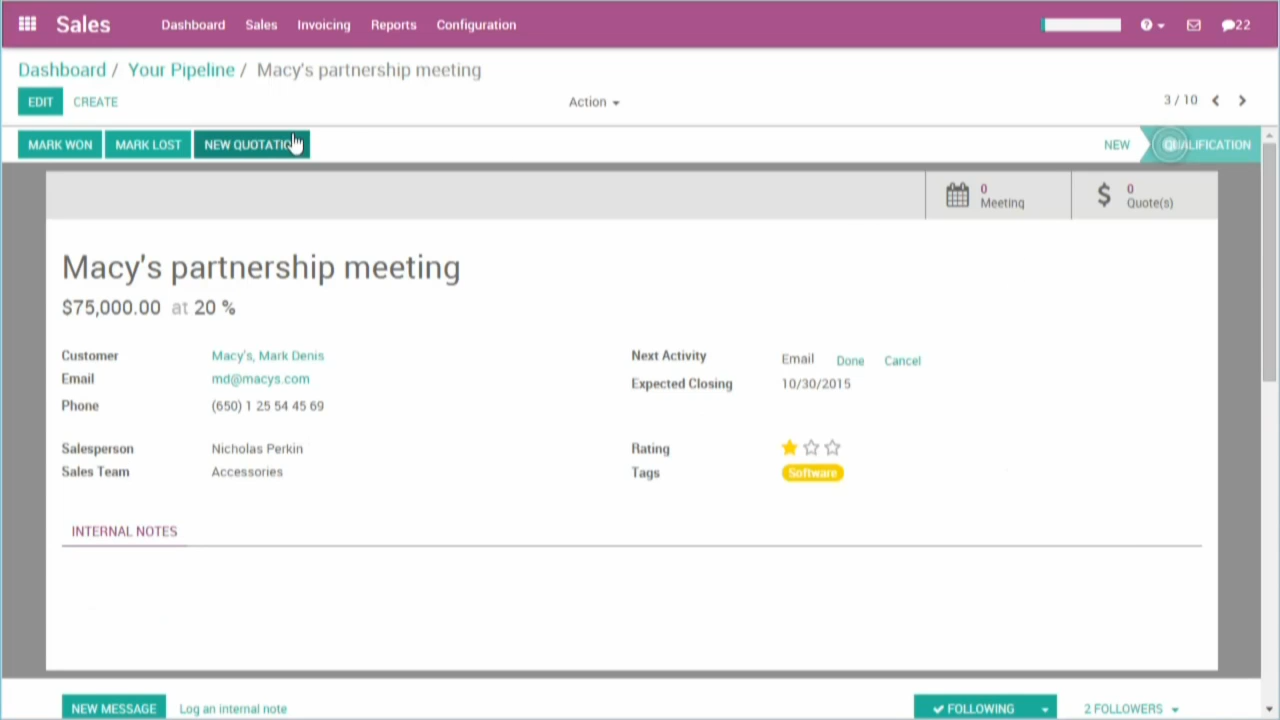 Sales Dashboard Sales Invoicing Reports Configuration 22
Dashboard / Your Pipeline / Macy's partnership meeting
EDIT CREATE Action 3 / 10
MARK WON MARK LOST NEW QUOTATION NEW QUALIFICATION
0 Meeting 0 Quote(s)
Macy's partnership meeting
$75,000.00 at 20 %
Customer Macy's, Mark Denis Next Activity Email Done Cancel
Email md@macys.com Expected Closing 10/30/2015
Phone (650) 1 25 54 45 69
Salesperson Nicholas Perkin Rating
Sales Team Accessories Tags Software
INTERNAL NOTES
NEW MESSAGE Log an internal note FOLLOWING 2 FOLLOWERS